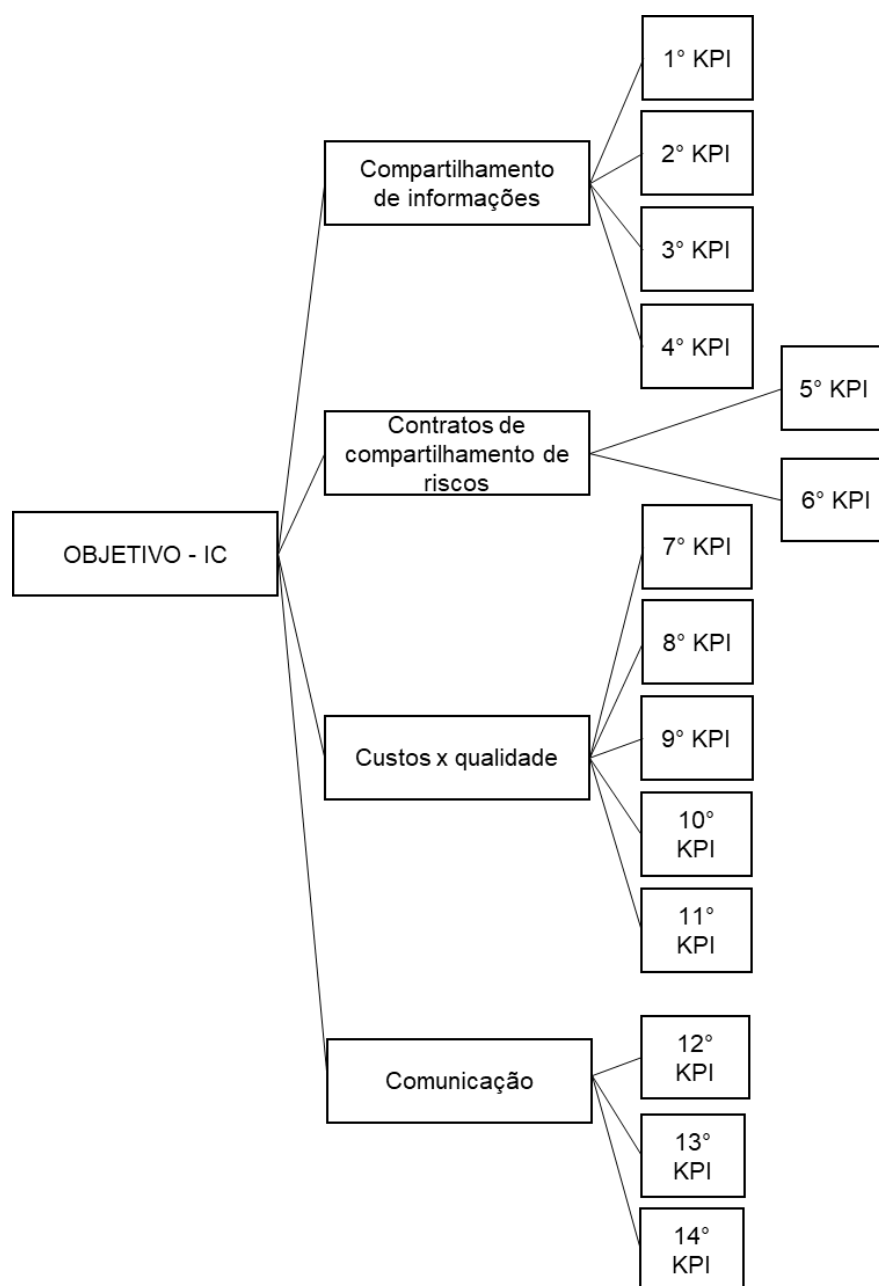 1° KPI
Compartilhamento
de informações
2° KPI
3° KPI
4° KPI
5° KPI
Contratos de
compartilhamento de
riscos
6° KPI
OBJETIVO - IC
7° KPI
8° KPI
9° KPI
Custos x qualidade
10°
KPI
11°
KPI
12°
KPI
Comunicação
13°
KPI
14°
KPI